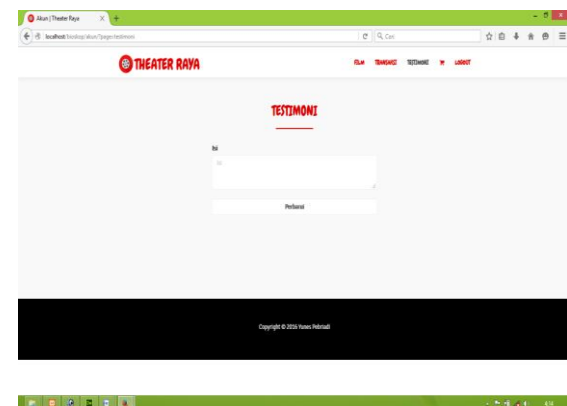 Akun | Theater Raya
localhost/bioskop/akun/?page=testimoni
Cari
THEATER RAYA
FILM TRANSAKSI TESTIMONI LOGOUT
TESTIMONI
Isi
Isi
Perbarui
Copyright © 2016 Yunes Pebriadi